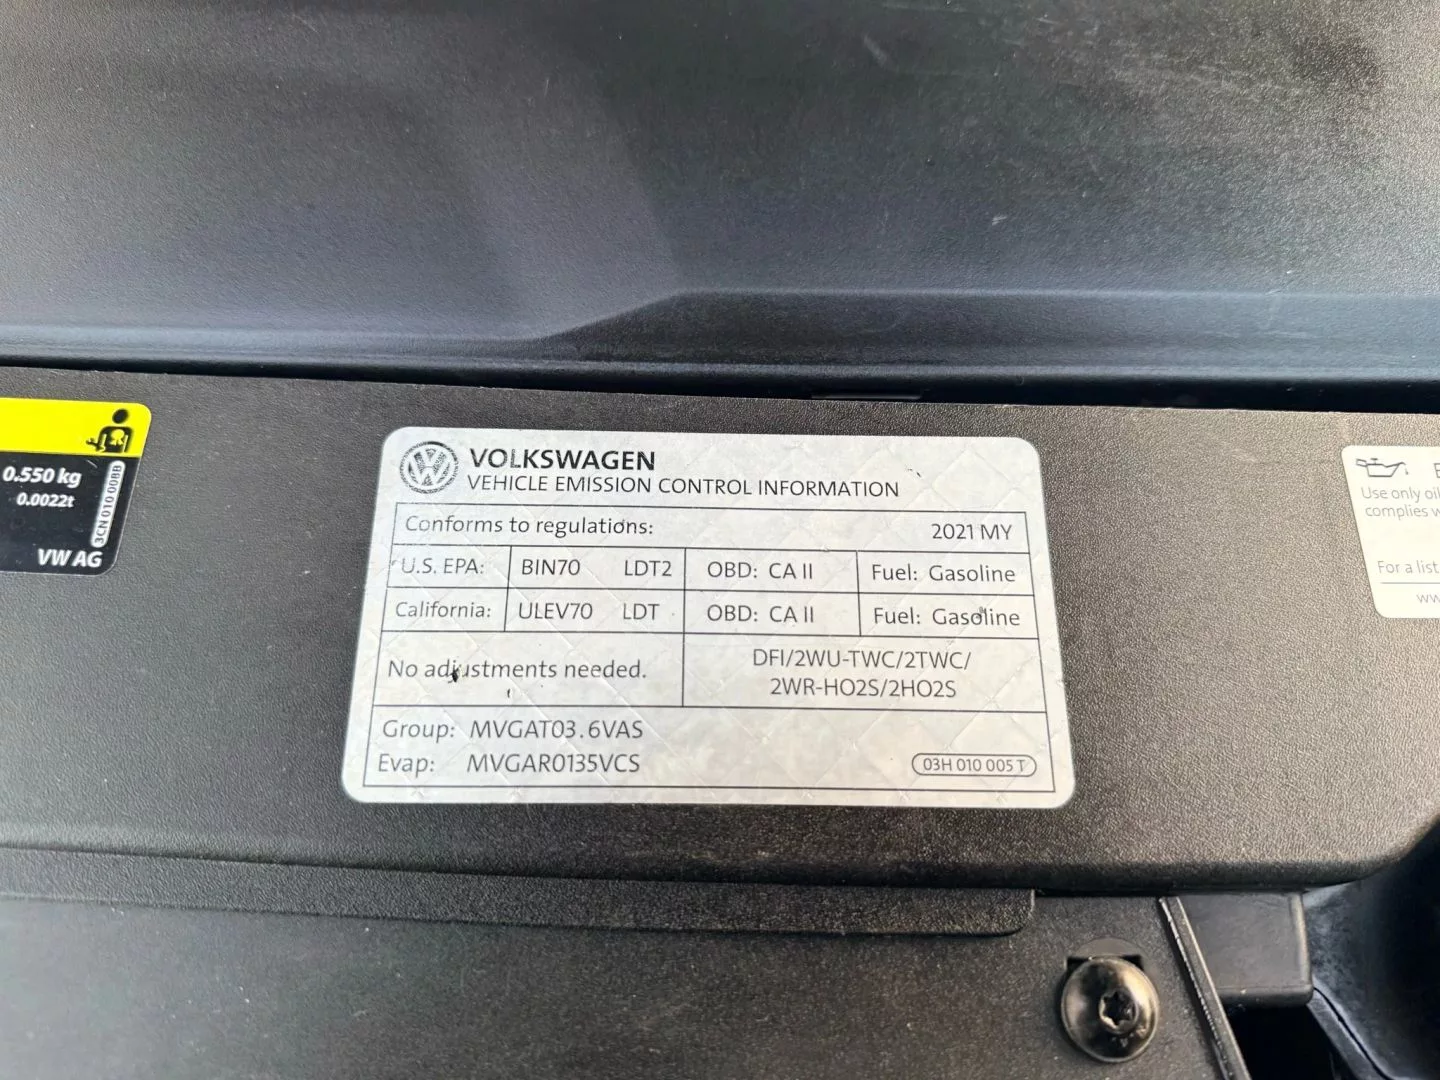 0.550 kg
0.0022t
3CN 010 008B
VW AG
VOLKSWAGEN
VEHICLE EMISSION CONTROL INFORMATION
Conforms to regulations: 2021 MY
U.S. EPA: BIN70 LDT2 OBD: CA II Fuel: Gasoline
California: ULEV70 LDT OBD: CA II Fuel: Gasoline
No adjustments needed.
DFI/2WU-TWC/2TWC/
2WR-HO2S/2HO2S
Group: MVGAT03.6VAS
Evap: MVGAR0135VCS
03H 010 005 T
Use only oil
complies
For a list